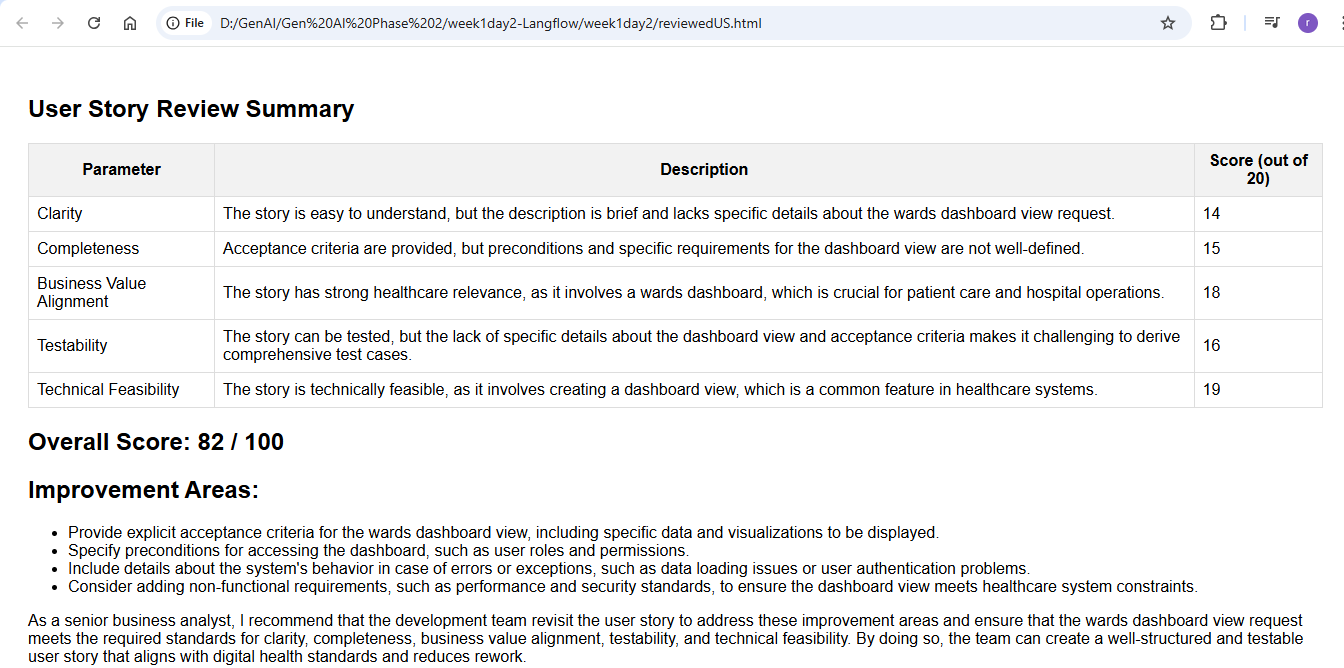 File
D:/GenAI/Gen%20AI%20Phase%202/week1day2-Langflow/week1day2/reviewedUS.html
r
User Story Review Summary
Parameter
Description
Score (out of
20)
Clarity
The story is easy to understand, but the description is brief and lacks specific details about the wards dashboard view request.
14
Completeness
Acceptance criteria are provided, but preconditions and specific requirements for the dashboard view are not well-defined.
15
Business Value
Alignment
The story has strong healthcare relevance, as it involves a wards dashboard, which is crucial for patient care and hospital operations.
18
Testability
The story can be tested, but the lack of specific details about the dashboard view and acceptance criteria makes it challenging to derive
comprehensive test cases.
16
Technical Feasibility
The story is technically feasible, as it involves creating a dashboard view, which is a common feature in healthcare systems.
19
Overall Score: 82 / 100
Improvement Areas:
• Provide explicit acceptance criteria for the wards dashboard view, including specific data and visualizations to be displayed.
• Specify preconditions for accessing the dashboard, such as user roles and permissions.
• Include details about the system's behavior in case of errors or exceptions, such as data loading issues or user authentication problems.
• Consider adding non-functional requirements, such as performance and security standards, to ensure the dashboard view meets healthcare system constraints.
As a senior business analyst, I recommend that the development team revisit the user story to address these improvement areas and ensure that the wards dashboard view request
meets the required standards for clarity, completeness, business value alignment, testability, and technical feasibility. By doing so, the team can create a well-structured and testable
user story that aligns with digital health standards and reduces rework.